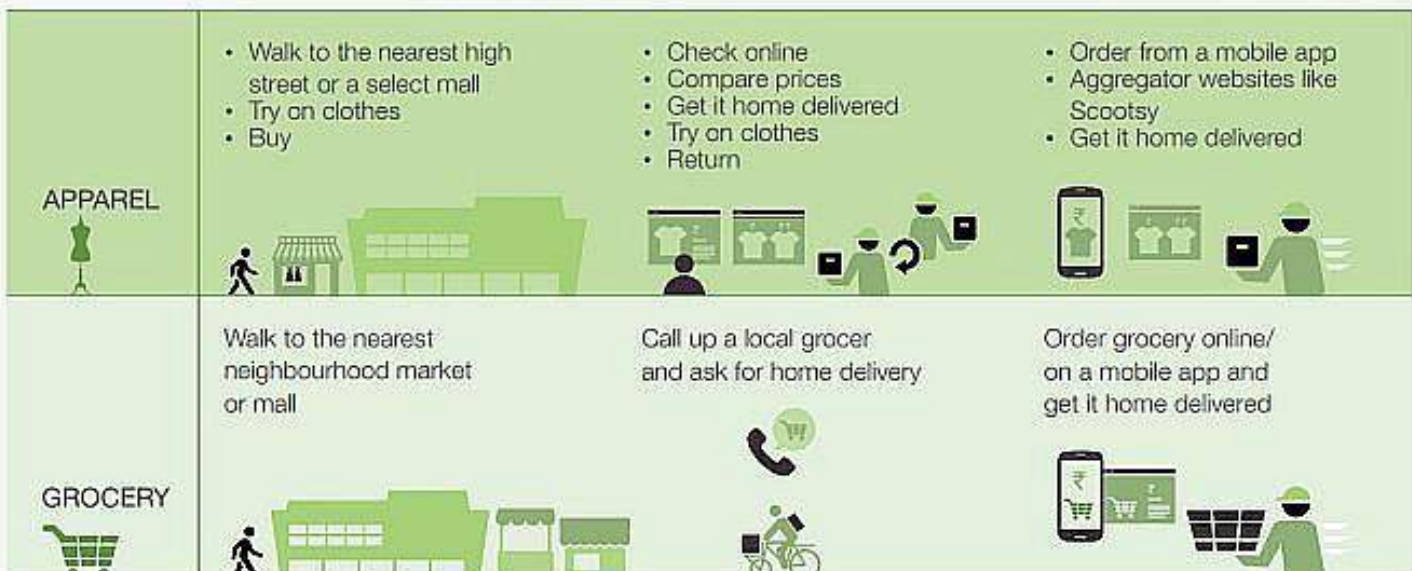 APPAREL
• Walk to the nearest high
street or a select mall
• Try on clothes
• Buy
• Check online
• Compare prices
• Get it home delivered
• Try on clothes
• Return
• Order from a mobile app
• Aggregator websites like
Scootsy
• Get it home delivered
₹
GROCERY
Walk to the nearest
neighbourhood market
or mall
Call up a local grocer
and ask for home delivery
Order grocery online/
on a mobile app and
get it home delivered
₹
₹